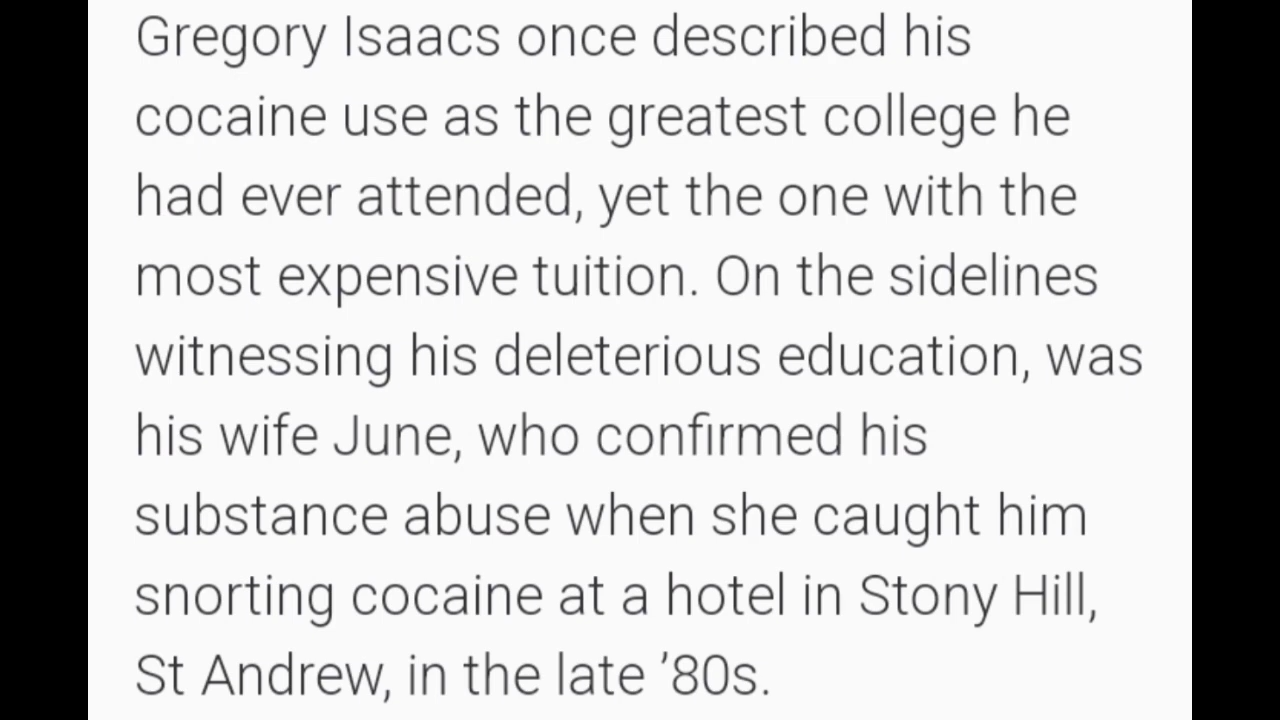 Gregory Isaacs once described his
cocaine use as the greatest college he
had ever attended, yet the one with the
most expensive tuition. On the sidelines
witnessing his deleterious education, was
his wife June, who confirmed his
substance abuse when she caught him
snorting cocaine at a hotel in Stony Hill,
St Andrew, in the late ’80s.